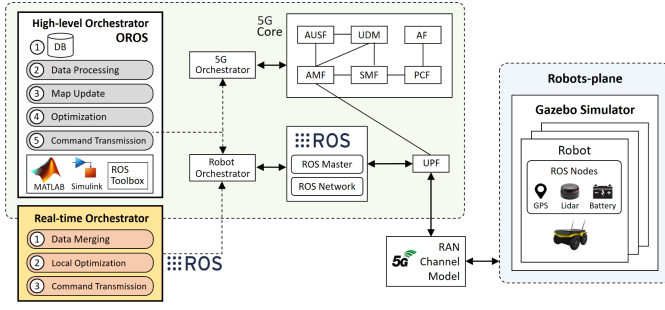 High-level Orchestrator
OROS
1 DB
2 Data Processing
3 Map Update
4 Optimization
5 Command Transmission
MATLAB
Simulink
ROS
Toolbox
Real-time Orchestrator
1 Data Merging
2 Local Optimization
3 Command Transmission
ROS
5G
Orchestrator
Robot
Orchestrator
5G
Core
AUSF
UDM
AF
AMF
SMF
PCF
ROS
ROS Master
ROS Network
UPF
5G
RAN
Channel
Model
Robots-plane
Gazebo Simulator
Robot
ROS Nodes
GPS
Lidar
Battery